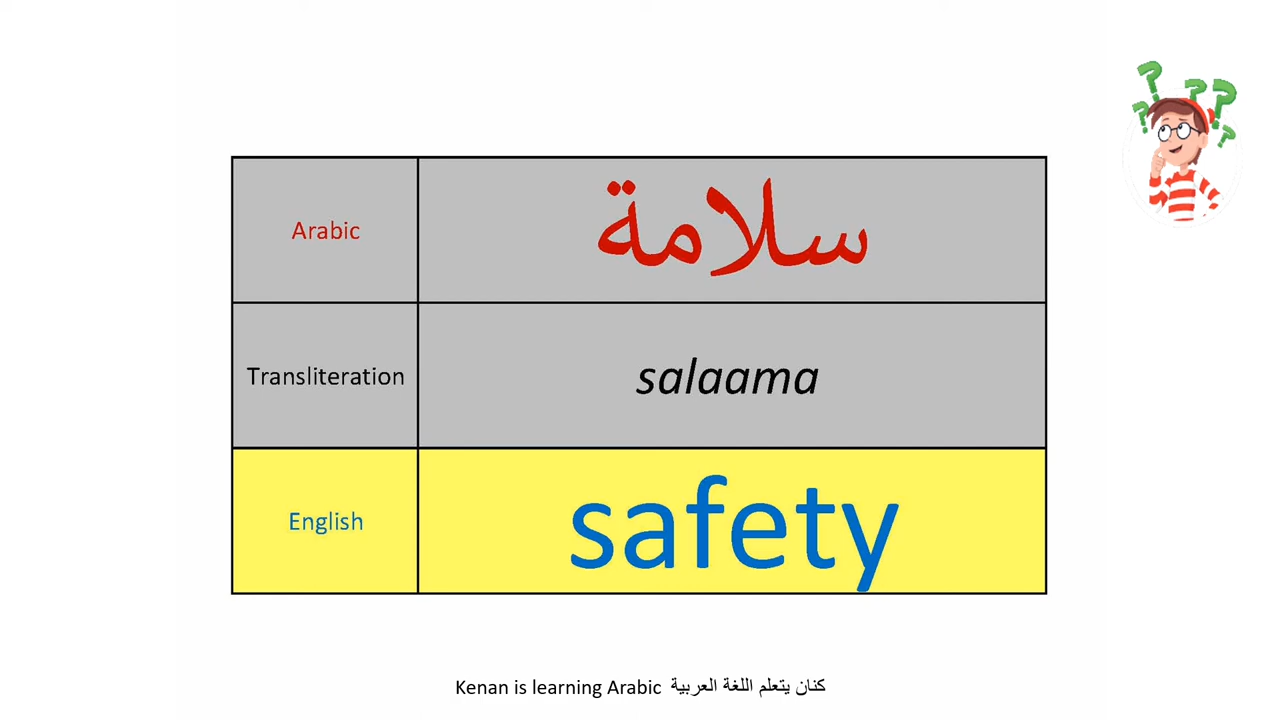 Arabic سلامة
Transliteration salaama
English safety
Kenan is learning Arabic كنان يتعلم اللغة العربية